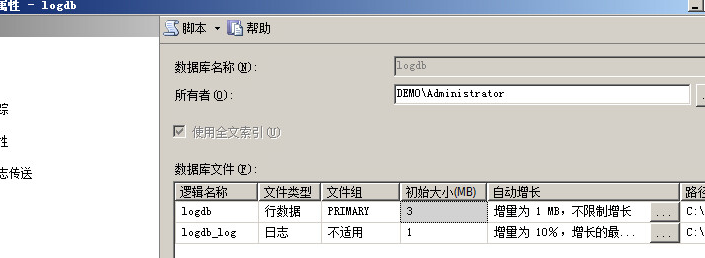 属性 - logdb
脚本 帮助
数据库名称(N): logdb
所有者(O): DEMO\Administrator ...
踪
使用全文索引(U)
性
志传送
数据库文件(F):
逻辑名称 文件类型 文件组 初始大小(MB) 自动增长 路径
logdb 行数据 PRIMARY 3 增量为 1 MB，不限制增长 ... C:\
logdb_log 日志 不适用 1 增量为 10%，增长的最... ... C:\